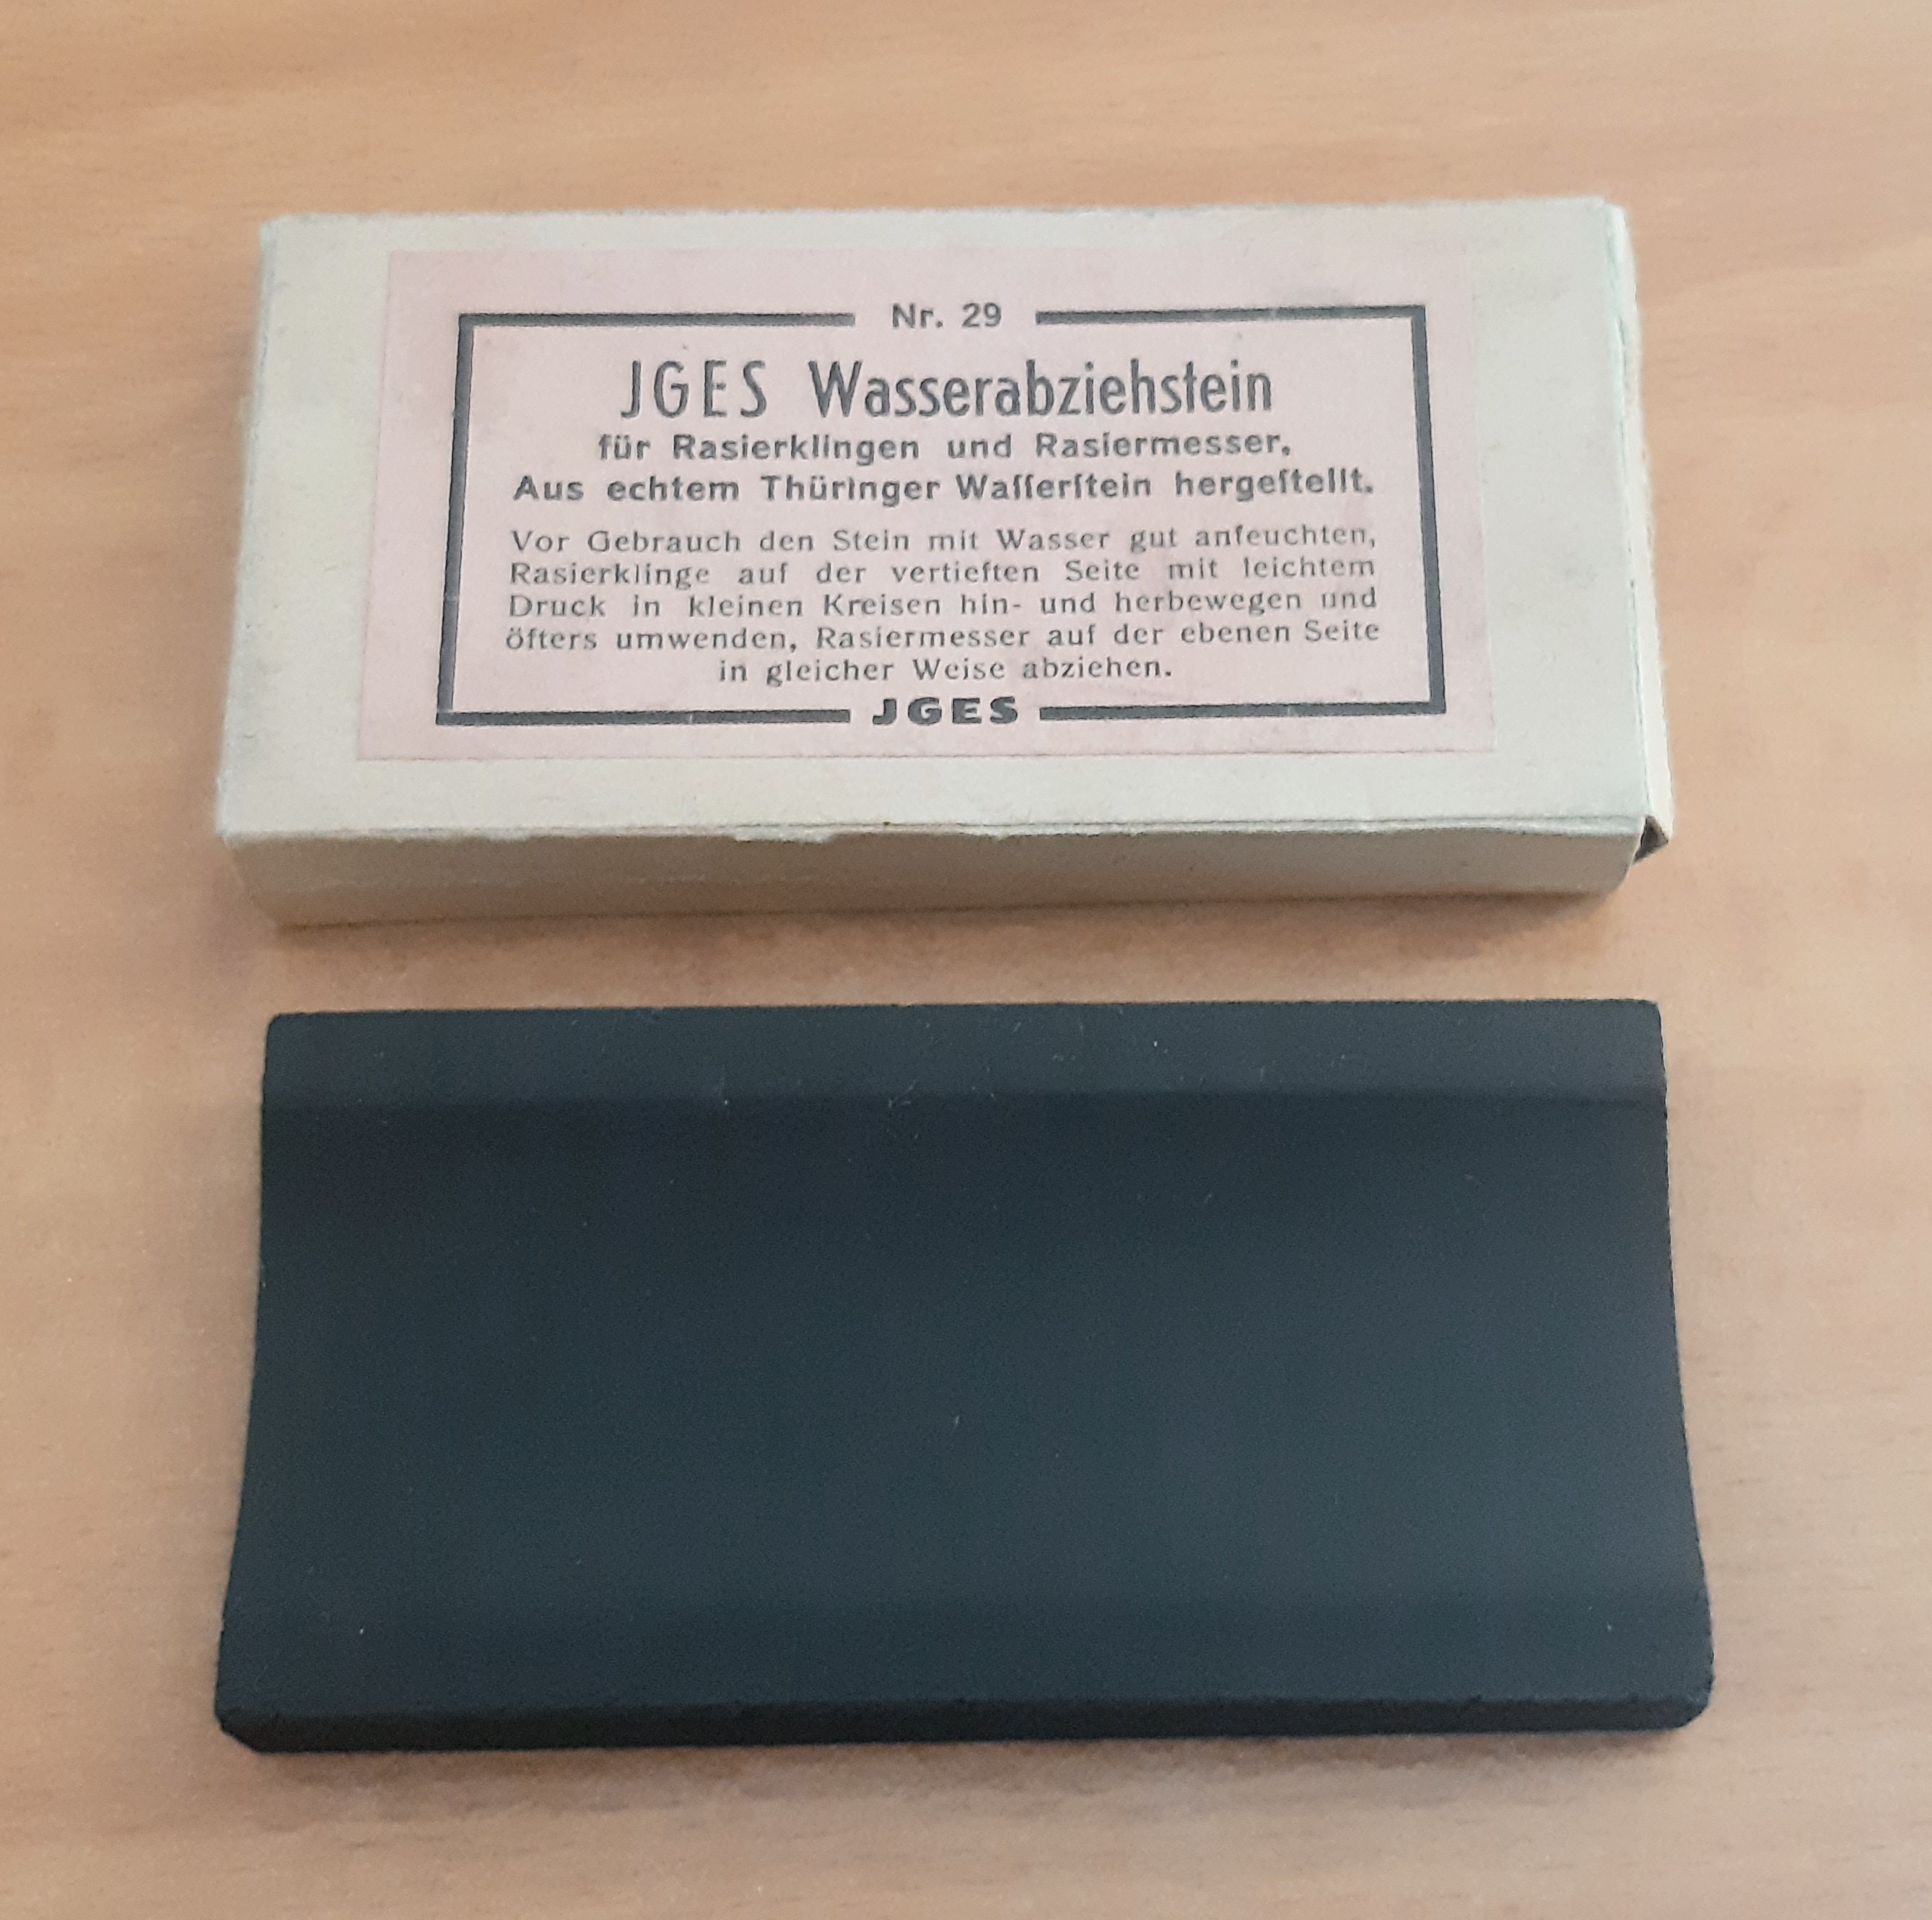 Nr. 29
JGES Wasserabziehstein
für Rasierklingen und Rasiermesser.
Aus echtem Thüringer Waſſerſtein hergeſtellt.
Vor Gebrauch den Stein mit Wasser gut anfeuchten,
Rasierklinge auf der vertieften Seite mit leichtem
Druck in kleinen Kreisen hin- und herbewegen und
öfters umwenden, Rasiermesser auf der ebenen Seite
in gleicher Weise abziehen.
JGES